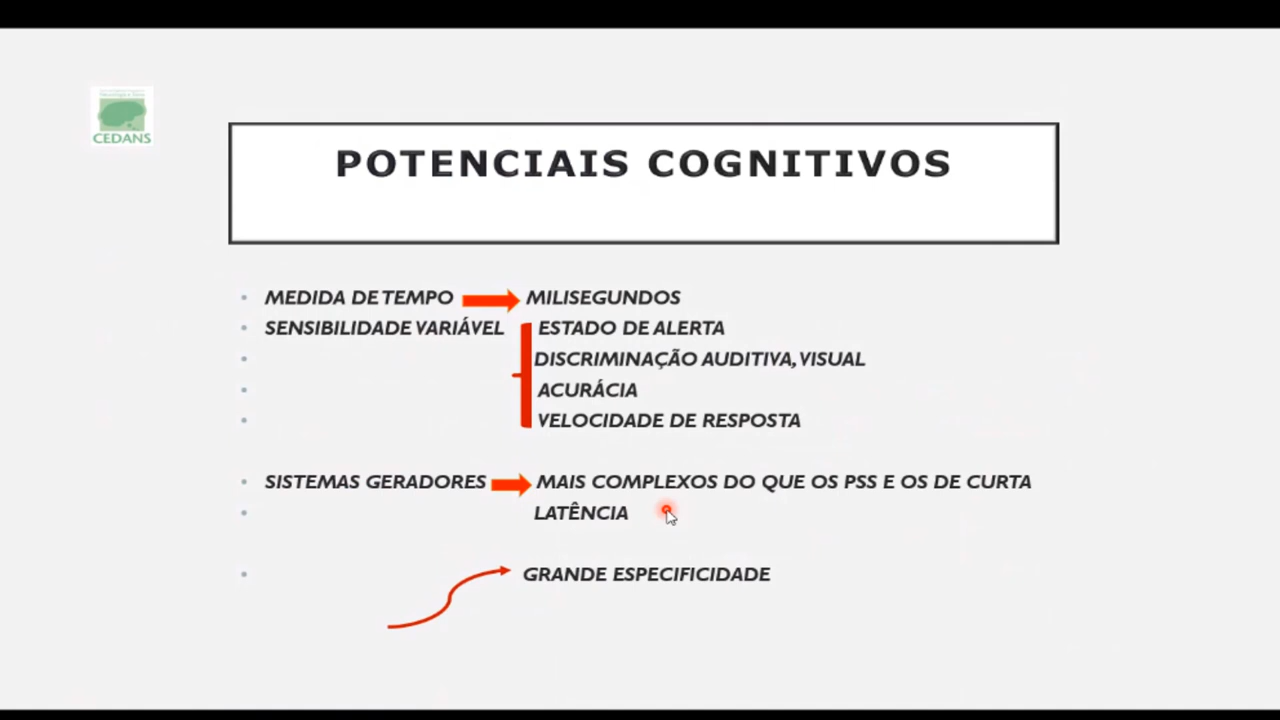 CEDANS
POTENCIAIS COGNITIVOS
MEDIDA DE TEMPO MILISEGUNDOS
SENSIBILIDADE VARIÁVEL ESTADO DE ALERTA
DISCRIMINAÇÃO AUDITIVA, VISUAL
ACURÁCIA
VELOCIDADE DE RESPOSTA
SISTEMAS GERADORES MAIS COMPLEXOS DO QUE OS PSS E OS DE CURTA
LATÊNCIA
GRANDE ESPECIFICIDADE